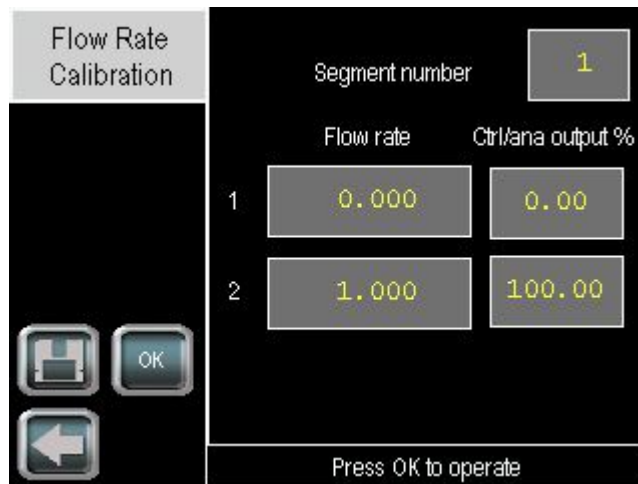 Flow Rate
Calibration
Segment number 1
Flow rate Ctrl/ana output %
1 0.000 0.00
2 1.000 100.00
OK
Press OK to operate